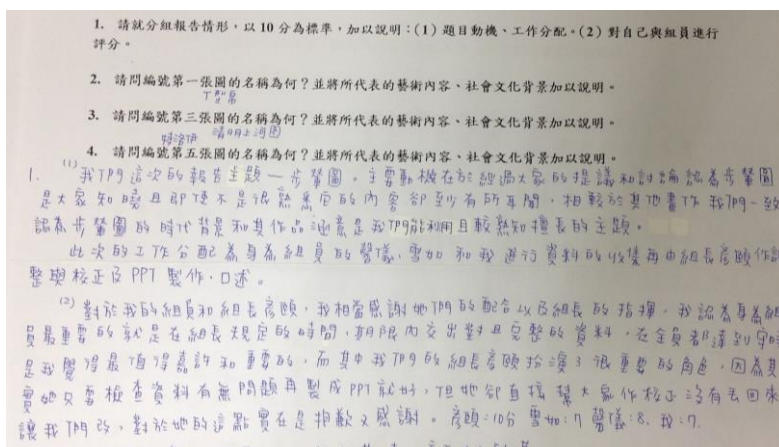 1. 請就分組報告情形，以 10 分為標準，加以說明：(1) 題目動機、工作分配。(2) 對自己與組員進行
評分。
2. 請問編號第一張圖的名稱為何？並將所代表的藝術內容、社會文化背景加以說明。
T型帛
3. 請問編號第三張圖的名稱為何？並將所代表的藝術內容、社會文化背景加以說明。
清明上河圖
4. 請問編號第五張圖的名稱為何？並將所代表的藝術內容、社會文化背景加以說明。
1. (1) 我們這次的報告主題－步輦圖。主要動機在於經過大家的提議和討論認為步輦圖
是大家知曉且即便不是很熟悉它的內容卻至少有所耳聞，相較於其他畫作我們一致
認為步輦圖的時代背景和其作品涵意是我們能利用且較熟知擅長的主題。
此次的工作分配為身為組員的馨儀、雪如和我進行資料的收集再由組長彥頤作
整與校正及PPT製作、口述。
(2) 對於我的組員和組長彥頤，我相當感謝她們的配合以及組長的指揮，我認為身為組
員最重要的就是在組長規定的時間、期限內交出對且完整的資料，在全員都達到守時
是我覺得最值得嘉許和重要的，而其中我們的組長彥頤扮演了很重要的角色，因為其
實她只要檢查資料有無問題再製成PPT就好，但她卻直接幫大家作校正沒有丟回來
讓我們改，對於她的這點實在是抱歉又感謝。彥頤:10分 雪如:7 馨儀:8、我:7.